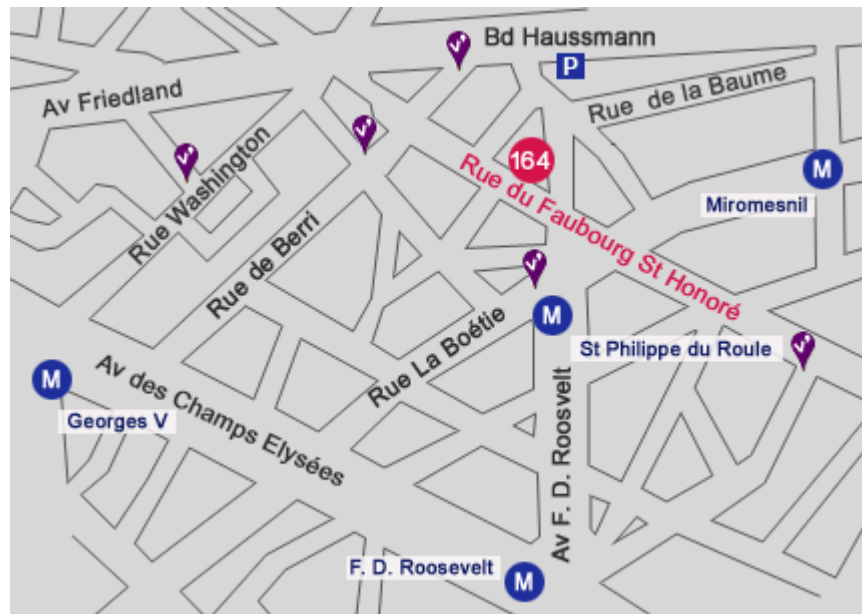 Bd Haussmann
P
Av Friedland
Rue de la Baume
Rue Washington
164
M
Miromesnil
Rue du Faubourg St Honoré
Rue de Berri
M
St Philippe du Roule
Rue La Boétie
M
Georges V
Av des Champs Elysées
Av F. D. Roosvelt
F. D. Roosevelt
M